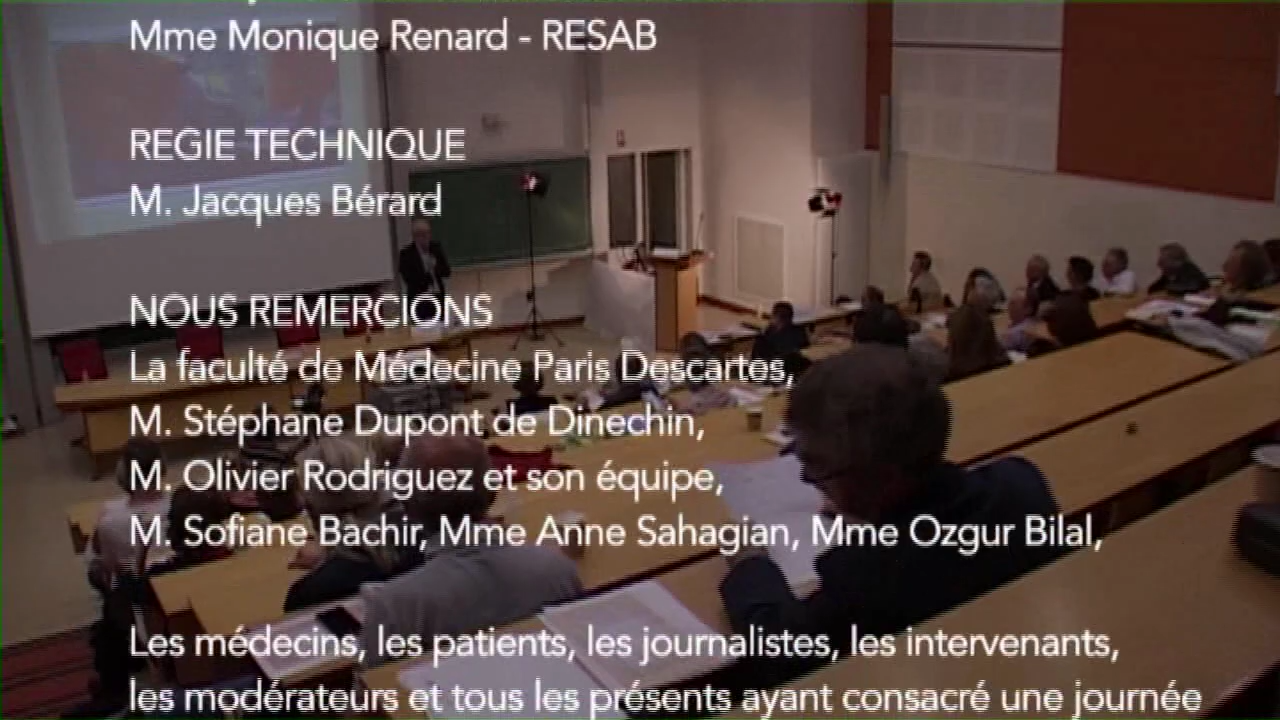 Mme Monique Renard - RESAB
REGIE TECHNIQUE
M. Jacques Bérard
NOUS REMERCIONS
La faculté de Médecine Paris Descartes,
M. Stéphane Dupont de Dinechin,
M. Olivier Rodriguez et son équipe,
M. Sofiane Bachir, Mme Anne Sahagian, Mme Ozgur Bilal,
Les médecins, les patients, les journalistes, les intervenants,
les modérateurs et tous les présents ayant consacré une journée